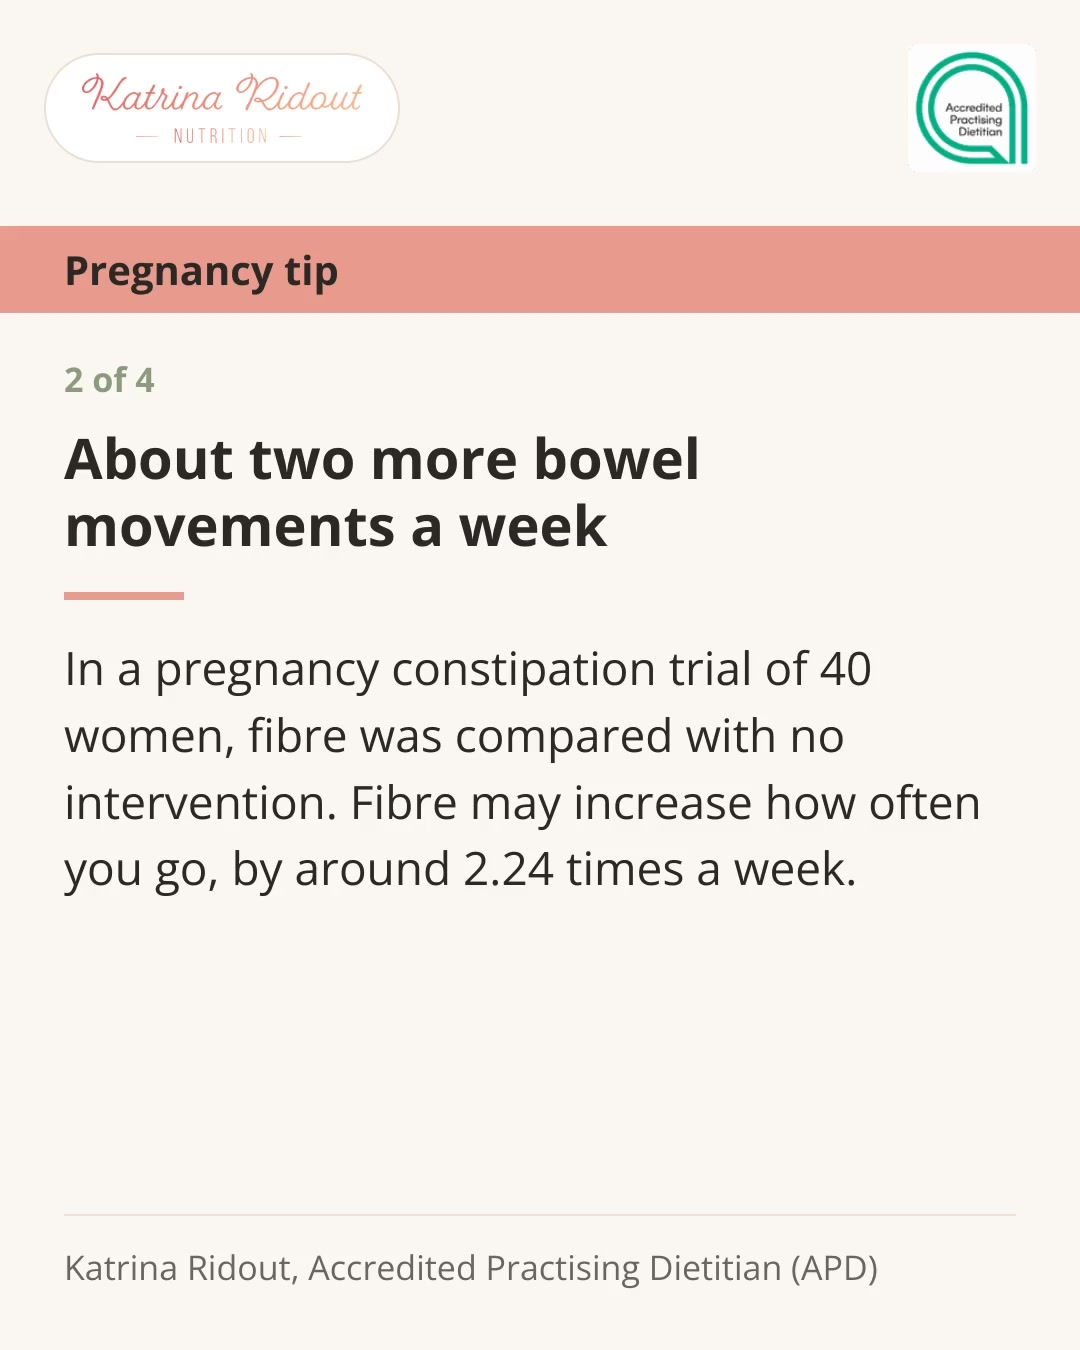 Katrina Ridout
NUTRITION
Accredited
Practising
Dietitian
Pregnancy tip
2 of 4
About two more bowel
movements a week
In a pregnancy constipation trial of 40
women, fibre was compared with no
intervention. Fibre may increase how often
you go, by around 2.24 times a week.
Katrina Ridout, Accredited Practising Dietitian (APD)